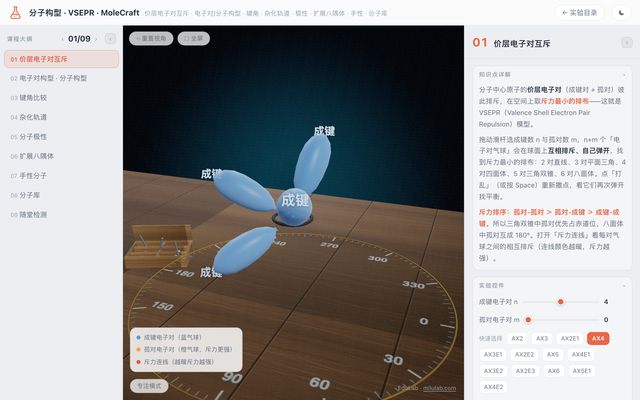 分子构型 · VSEPR · MoleCraft
价层电子对互斥 · 电子对/分子构型 · 键角 · 杂化轨道 · 极性 · 扩展八隅体 · 手性 · 分子库
← 实验目录
课程大纲
01/09
01 价层电子对互斥
02 电子对构型 · 分子构型
03 键角比较
04 杂化轨道
05 分子极性
06 扩展八隅体
07 手性分子
08 分子库
09 随堂检测
重置视角
全屏
成键
成键
成键
成键
180
150
90
60
30
0
330
300
成键电子对（蓝气球）
孤对电子对（橙气球，斥力更强）
斥力连线（越暖斥力越强）
专注模式
milulab.com
01 价层电子对互斥
知识点详解
分子中心原子的价层电子对（成键对 + 孤对）彼
此排斥，在空间上取斥力最小的排布——这就是
VSEPR（Valence Shell Electron Pair
Repulsion）模型。
拖动滑杆选成键数 n 与孤对数 m，n+m 个「电
子对气球」会在球面上互相排斥、自己弹开，找
到斥力最小的排布：2 对直线、3 对平面三角、4
对四面体、5 对三角双锥、6 对八面体。点「打
乱」（或按 Space）重新撒点，看它们再次弹开
找平衡。
斥力排序：孤对-孤对 > 孤对-成键 > 成键-成
键。所以三角双锥中孤对优先占赤道位，八面体
中孤对互成 180°。打开「斥力连线」看每对气
球之间的相互排斥（连线颜色越暖，斥力越
强）。
实验控件
成键电子对 n 4
孤对电子对 m 0
快速选择 AX2 AX3 AX2E1 AX4
AX3E1 AX2E2 AX5 AX4E1
AX3E2 AX2E3 AX6 AX5E1
AX4E2